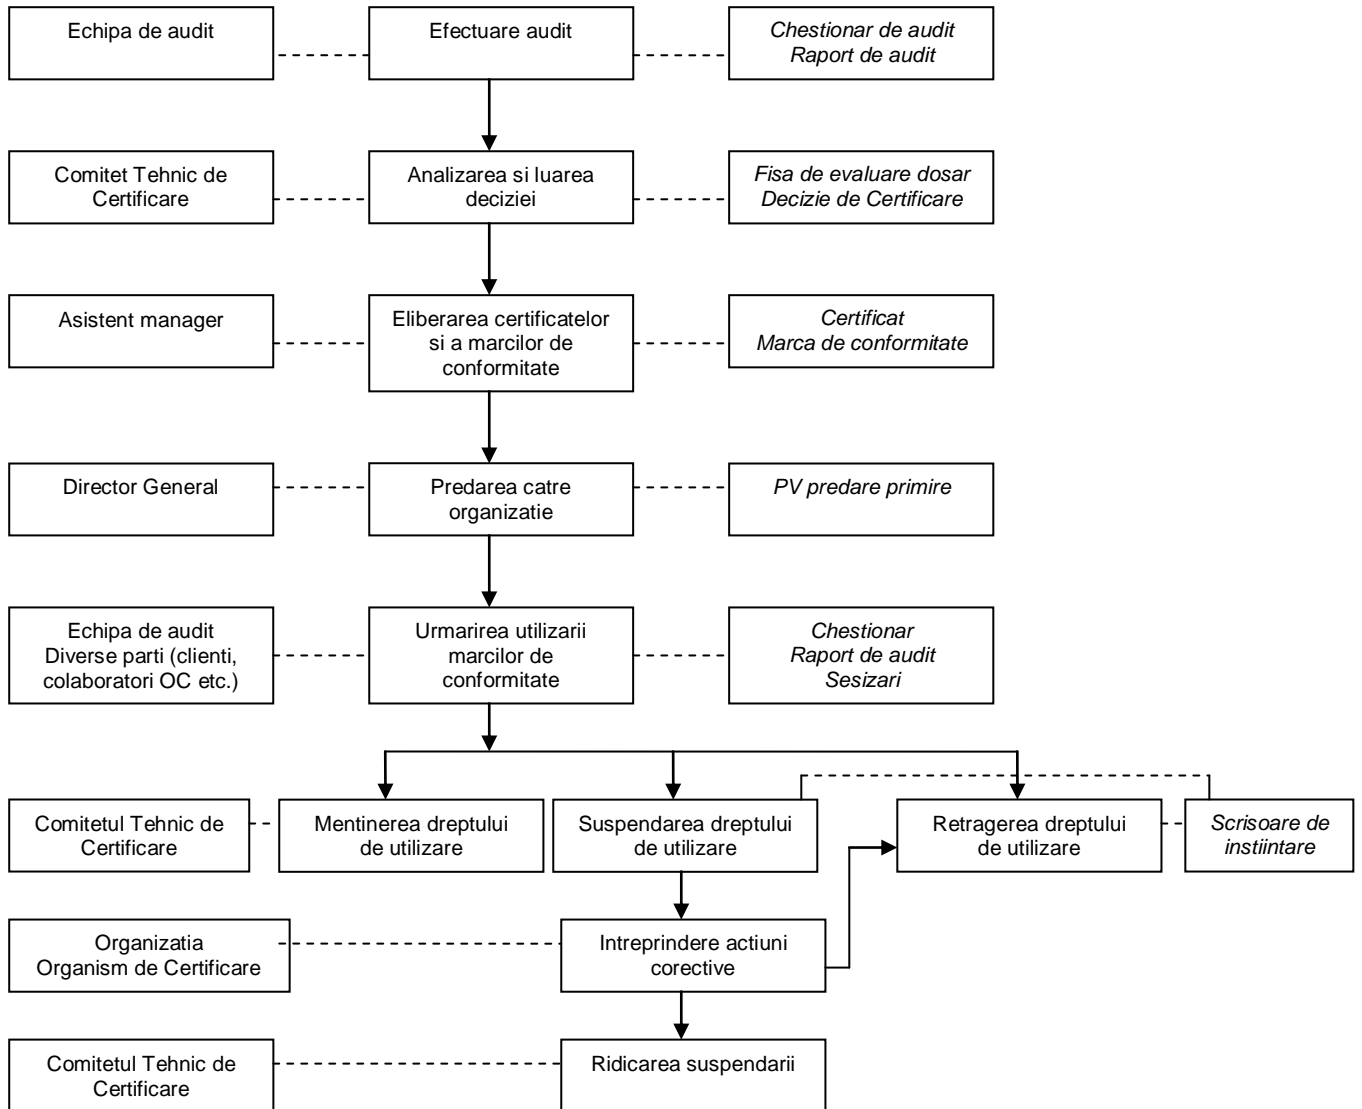 Echipa de audit
Efectuare audit
Chestionar de audit
Raport de audit
Comitet Tehnic de
Certificare
Analizarea si luarea
deciziei
Fisa de evaluare dosar
Decizie de Certificare
Asistent manager
Eliberarea certificatelor
si a marcilor de
conformitate
Certificat
Marca de conformitate
Director General
Predarea catre
organizatie
PV predare primire
Echipa de audit
Diverse parti (clienti,
colaboratori OC etc.)
Urmarirea utilizarii
marcilor de
conformitate
Chestionar
Raport de audit
Sesizari
Comitetul Tehnic de
Certificare
Mentinerea dreptului
de utilizare
Suspendarea dreptului
de utilizare
Retragerea dreptului
de utilizare
Scrisoare de
instiintare
Organizatia
Organism de Certificare
Intreprindere actiuni
corective
Comitetul Tehnic de
Certificare
Ridicarea suspendarii